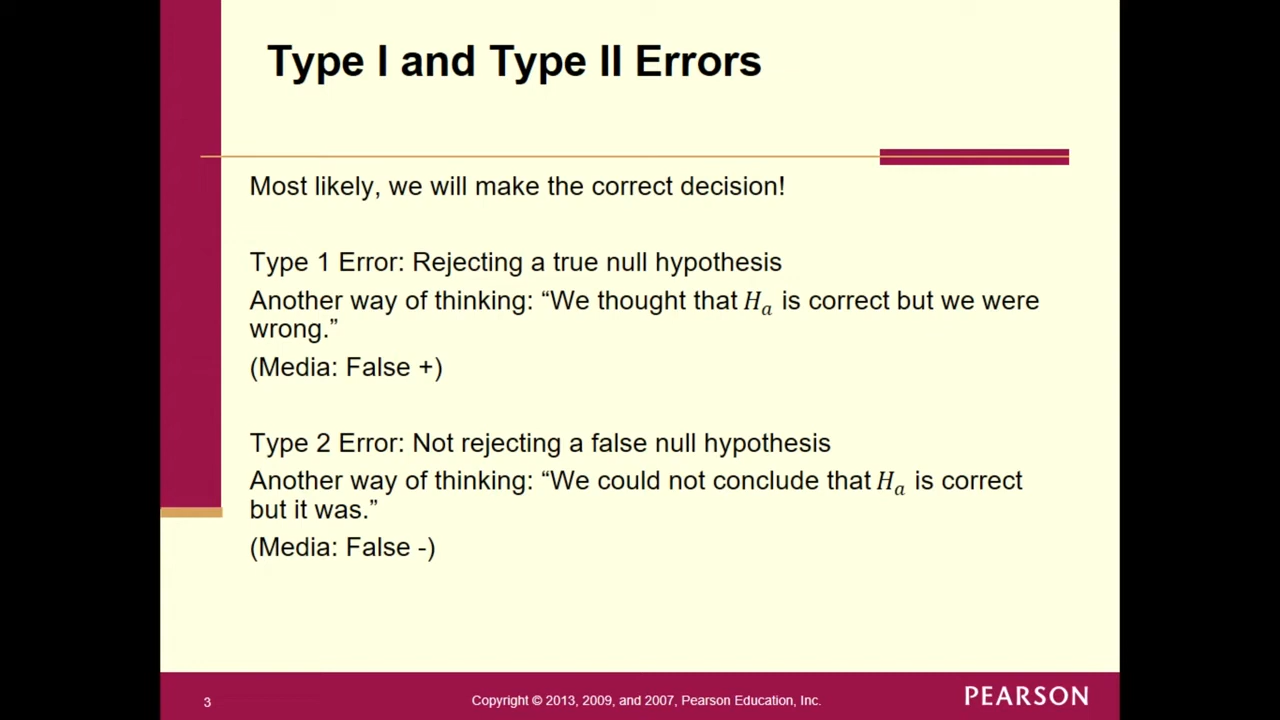 Type I and Type II Errors
Most likely, we will make the correct decision!
Type 1 Error: Rejecting a true null hypothesis
Another way of thinking: “We thought that Hₐ is correct but we were
wrong.”
(Media: False +)
Type 2 Error: Not rejecting a false null hypothesis
Another way of thinking: “We could not conclude that Hₐ is correct
but it was.”
(Media: False -)
3
Copyright © 2013, 2009, and 2007, Pearson Education, Inc.
PEARSON